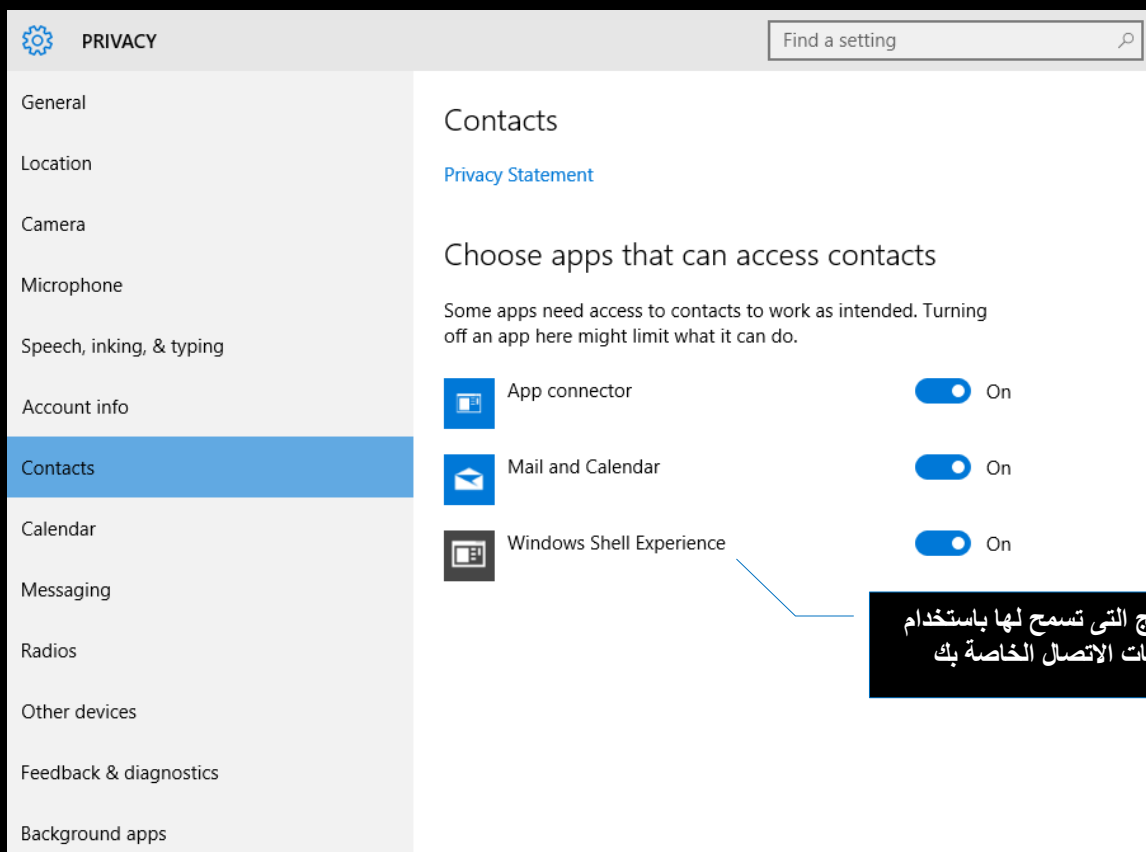 PRIVACY
Find a setting
General
Location
Camera
Microphone
Speech, inking, & typing
Account info
Contacts
Calendar
Messaging
Radios
Other devices
Feedback & diagnostics
Background apps
Contacts
Privacy Statement
Choose apps that can access contacts
Some apps need access to contacts to work as intended. Turning
off an app here might limit what it can do.
App connector On
Mail and Calendar On
Windows Shell Experience On
التى تسمح لها باستخدام
الاتصال الخاصة بك